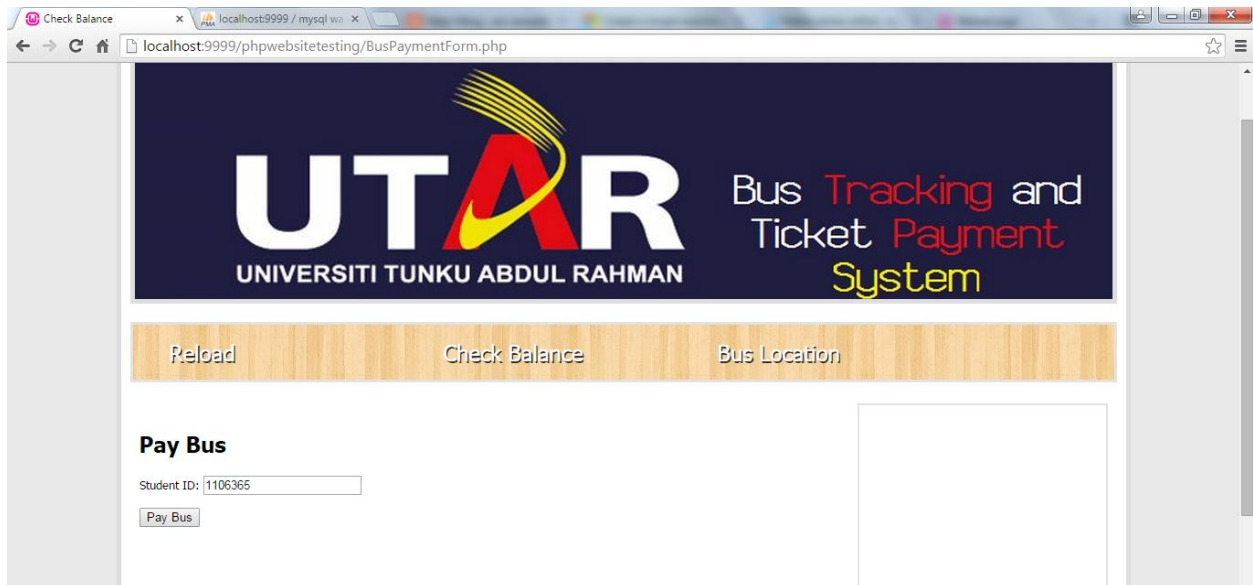 Check Balance
localhost:9999 / mysql wa
localhost:9999/phpwebsitetesting/BusPaymentForm.php
UTAR
UNIVERSITI TUNKU ABDUL RAHMAN
Bus Tracking and
Ticket Payment
System
Reload Check Balance Bus Location
Pay Bus
Student ID: 1106365
Pay Bus